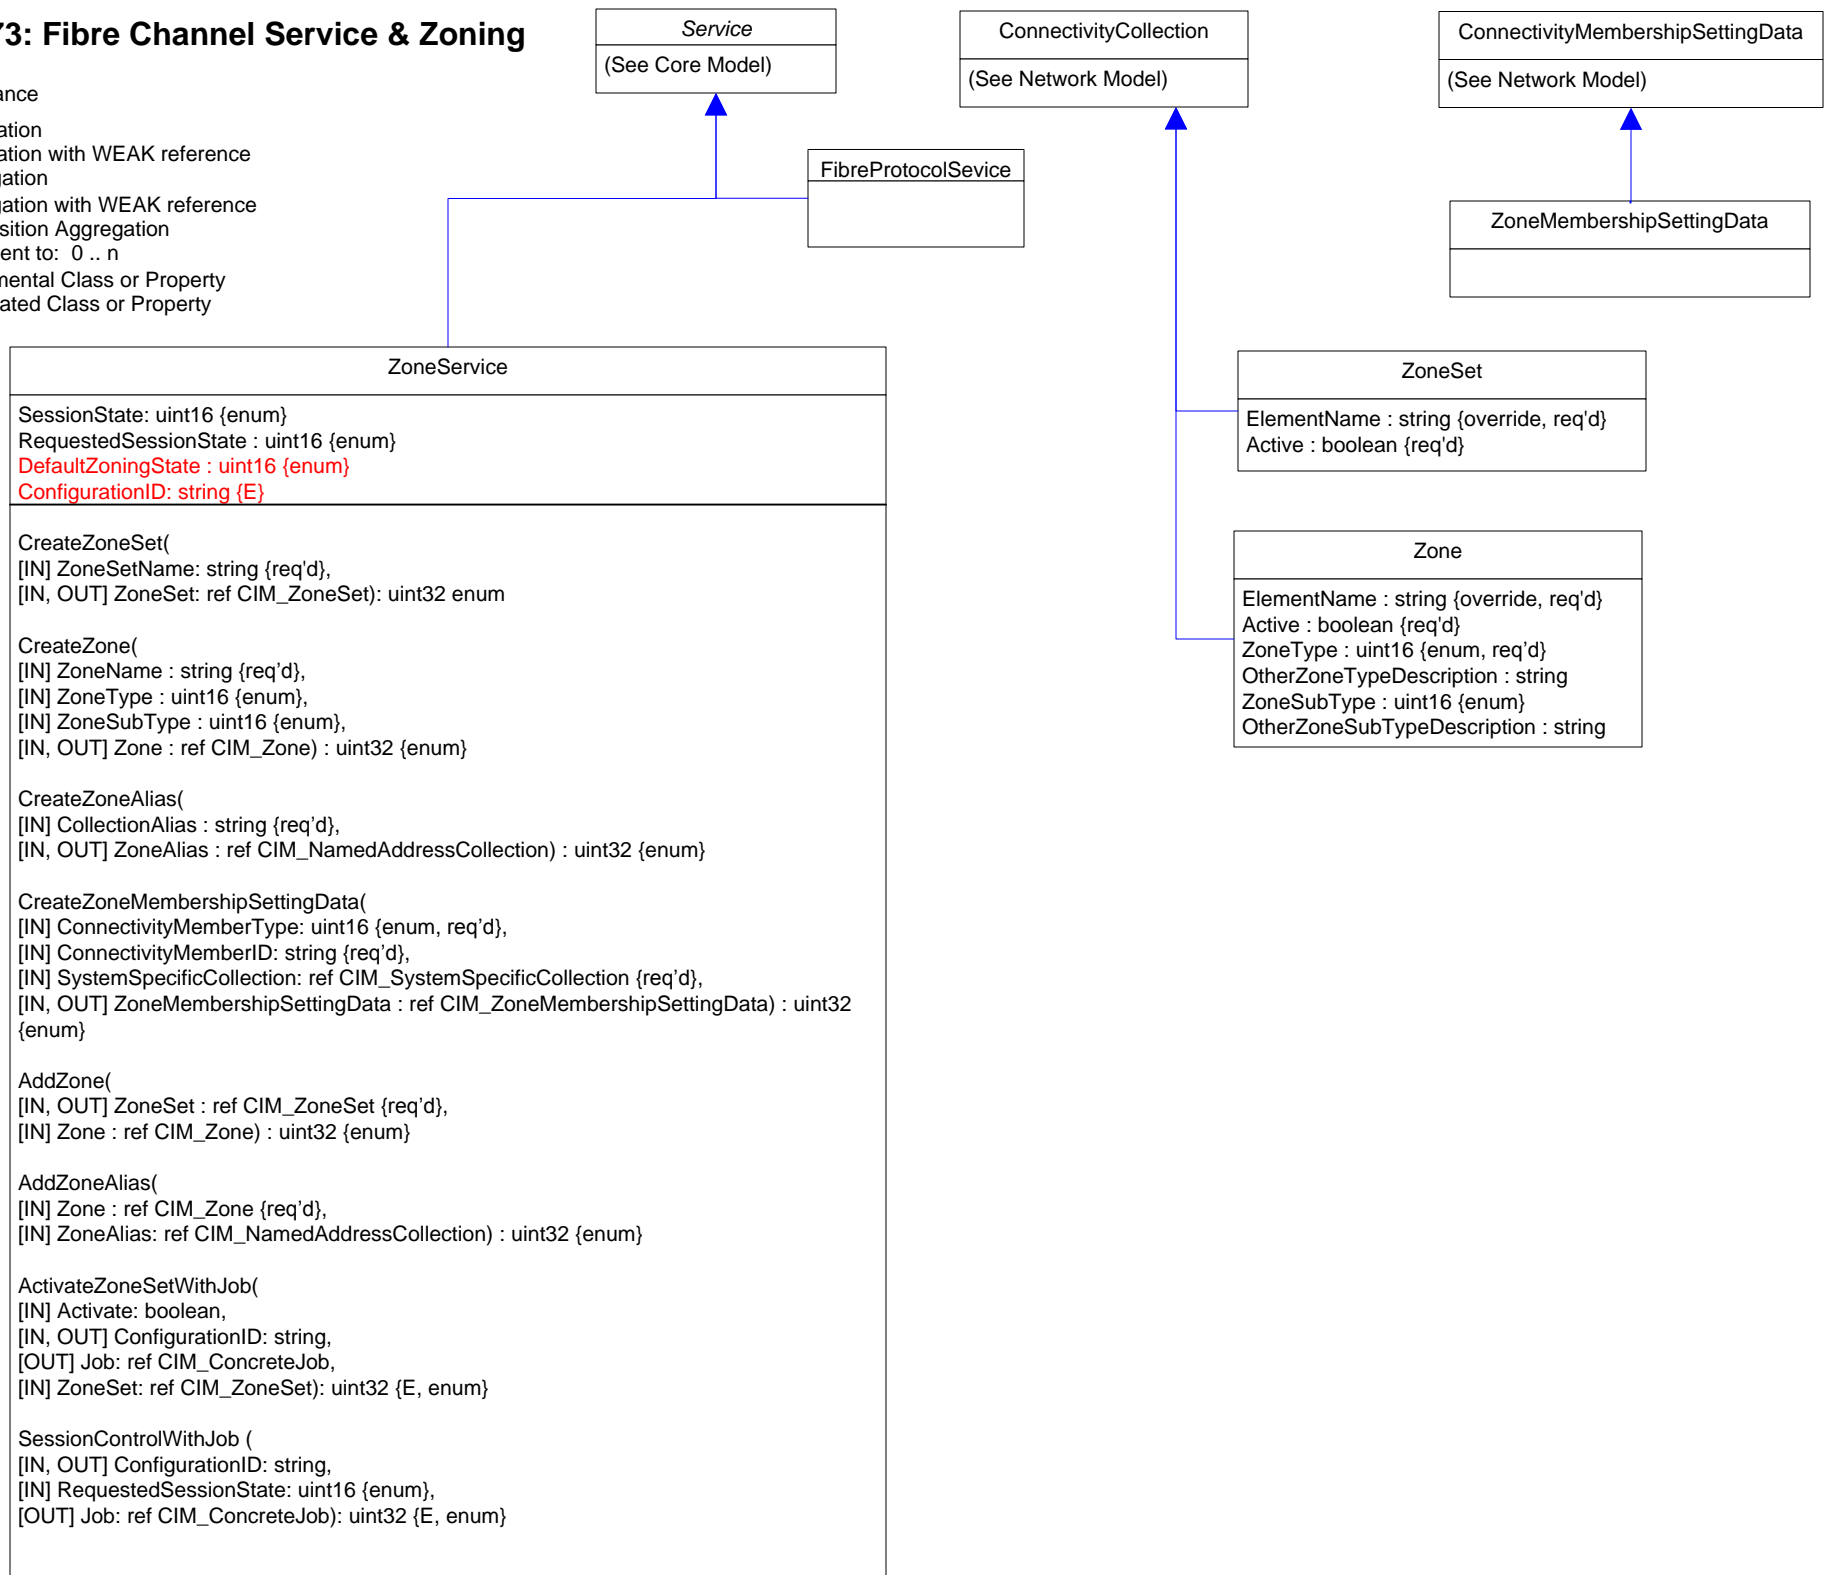 73: Fibre Channel Service & Zoning
ance
ation
ation with WEAK reference
gation
gation with WEAK reference
sition Aggregation
ent to:  0 .. n
mental Class or Property
ated Class or Property
Service
(See Core Model)
ConnectivityCollection
(See Network Model)
ConnectivityMembershipSettingData
(See Network Model)
FibreProtocolSevice
ZoneMembershipSettingData
ZoneService
SessionState: uint16 {enum}
RequestedSessionState : uint16 {enum}
DefaultZoningState : uint16 {enum}
ConfigurationID: string {E}
CreateZoneSet(
[IN] ZoneSetName: string {req'd},
[IN, OUT] ZoneSet: ref CIM_ZoneSet): uint32 enum
CreateZone(
[IN] ZoneName : string {req’d},
[IN] ZoneType : uint16 {enum},
[IN] ZoneSubType : uint16 {enum},
[IN, OUT] Zone : ref CIM_Zone) : uint32 {enum}
CreateZoneAlias(
[IN] CollectionAlias : string {req’d},
[IN, OUT] ZoneAlias : ref CIM_NamedAddressCollection) : uint32 {enum}
CreateZoneMembershipSettingData(
[IN] ConnectivityMemberType: uint16 {enum, req’d},
[IN] ConnectivityMemberID: string {req’d},
[IN] SystemSpecificCollection: ref CIM_SystemSpecificCollection {req’d},
[IN, OUT] ZoneMembershipSettingData : ref CIM_ZoneMembershipSettingData) : uint32
{enum}
AddZone(
[IN, OUT] ZoneSet : ref CIM_ZoneSet {req’d},
[IN] Zone : ref CIM_Zone) : uint32 {enum}
AddZoneAlias(
[IN] Zone : ref CIM_Zone {req’d},
[IN] ZoneAlias: ref CIM_NamedAddressCollection) : uint32 {enum}
ActivateZoneSetWithJob(
[IN] Activate: boolean,
[IN, OUT] ConfigurationID: string,
[OUT] Job: ref CIM_ConcreteJob,
[IN] ZoneSet: ref CIM_ZoneSet): uint32 {E, enum}
SessionControlWithJob (
[IN, OUT] ConfigurationID: string,
[IN] RequestedSessionState: uint16 {enum},
[OUT] Job: ref CIM_ConcreteJob): uint32 {E, enum}
ZoneSet
ElementName : string {override, req'd}
Active : boolean {req'd}
Zone
ElementName : string {override, req'd}
Active : boolean {req'd}
ZoneType : uint16 {enum, req’d}
OtherZoneTypeDescription : string
ZoneSubType : uint16 {enum}
OtherZoneSubTypeDescription : string